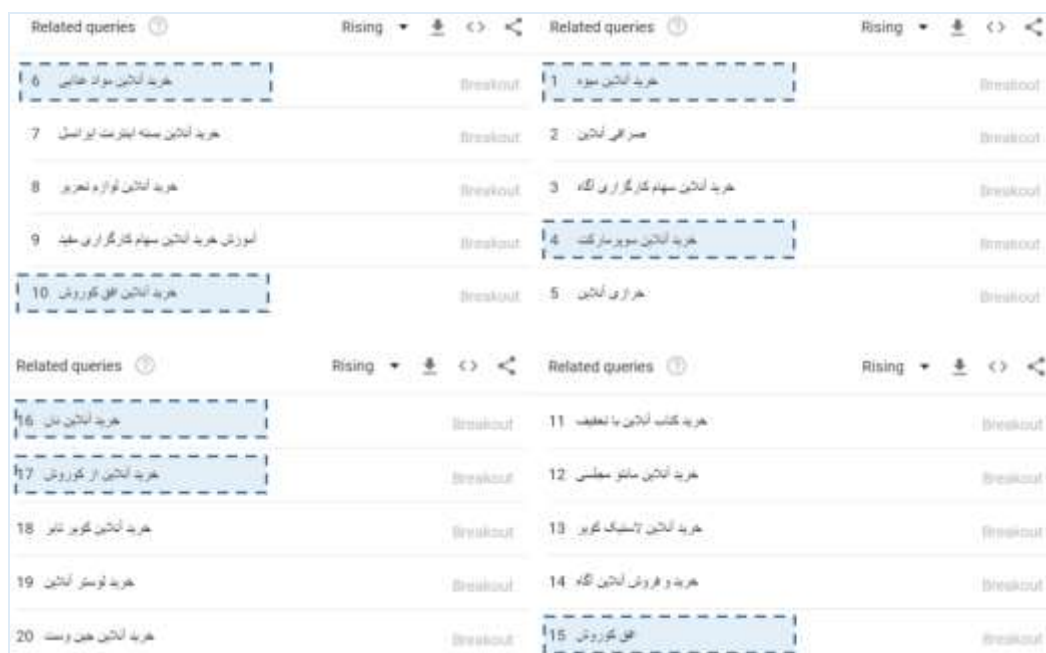 Related queries Rising
1 خرید آنلاین میوه Breakout
2 صرافی آنلاین Breakout
3 خرید آنلاین سهام کارگزاری آگاه Breakout
4 خرید آنلاین سوپرمارکت Breakout
5 خرازی آنلاین Breakout
Related queries Rising
6 خرید آنلاین مواد غذایی Breakout
7 خرید آنلاین بسته اینترنت ایرانسل Breakout
8 خرید آنلاین لوازم تحریر Breakout
9 آموزش خرید آنلاین سهام کارگزاری مفید Breakout
10 خرید آنلاین افق کوروش Breakout
Related queries Rising
11 خرید کتاب آنلاین با تخفیف Breakout
12 خرید آنلاین مانتو مجلسی Breakout
13 خرید آنلاین لاستیک کویر Breakout
14 خرید و فروش آنلاین آگاه Breakout
15 افق کوروش Breakout
Related queries Rising
16 خرید آنلاین Breakout
17 خرید آنلاین از کوروش Breakout
18 خرید آنلاین کویر تایر Breakout
19 خرید لوستر آنلاین Breakout
20 خرید آنلاین جین وست Breakout